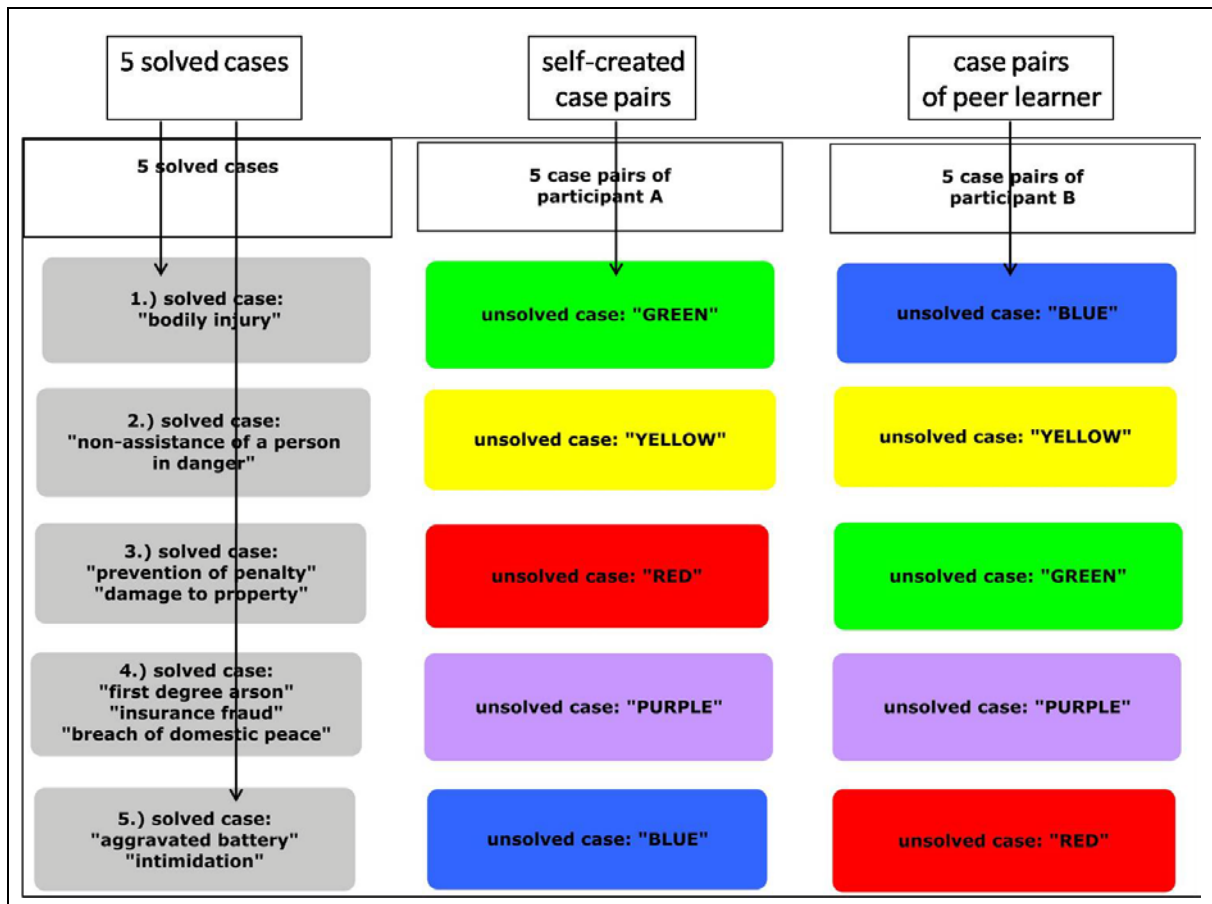 5 solved cases
self-created
case pairs
case pairs
of peer learner
5 solved cases
5 case pairs of
participant A
5 case pairs of
participant B
1.) solved case:
"bodily injury"
unsolved case: "GREEN"
unsolved case: "BLUE"
2.) solved case:
"non-assistance of a person
in danger"
unsolved case: "YELLOW"
unsolved case: "YELLOW"
3.) solved case:
"prevention of penalty"
"damage to property"
unsolved case: "RED"
unsolved case: "GREEN"
4.) solved case:
"first degree arson"
"insurance fraud"
"breach of domestic peace"
unsolved case: "PURPLE"
unsolved case: "PURPLE"
5.) solved case:
"aggravated battery"
"intimidation"
unsolved case: "BLUE"
unsolved case: "RED"